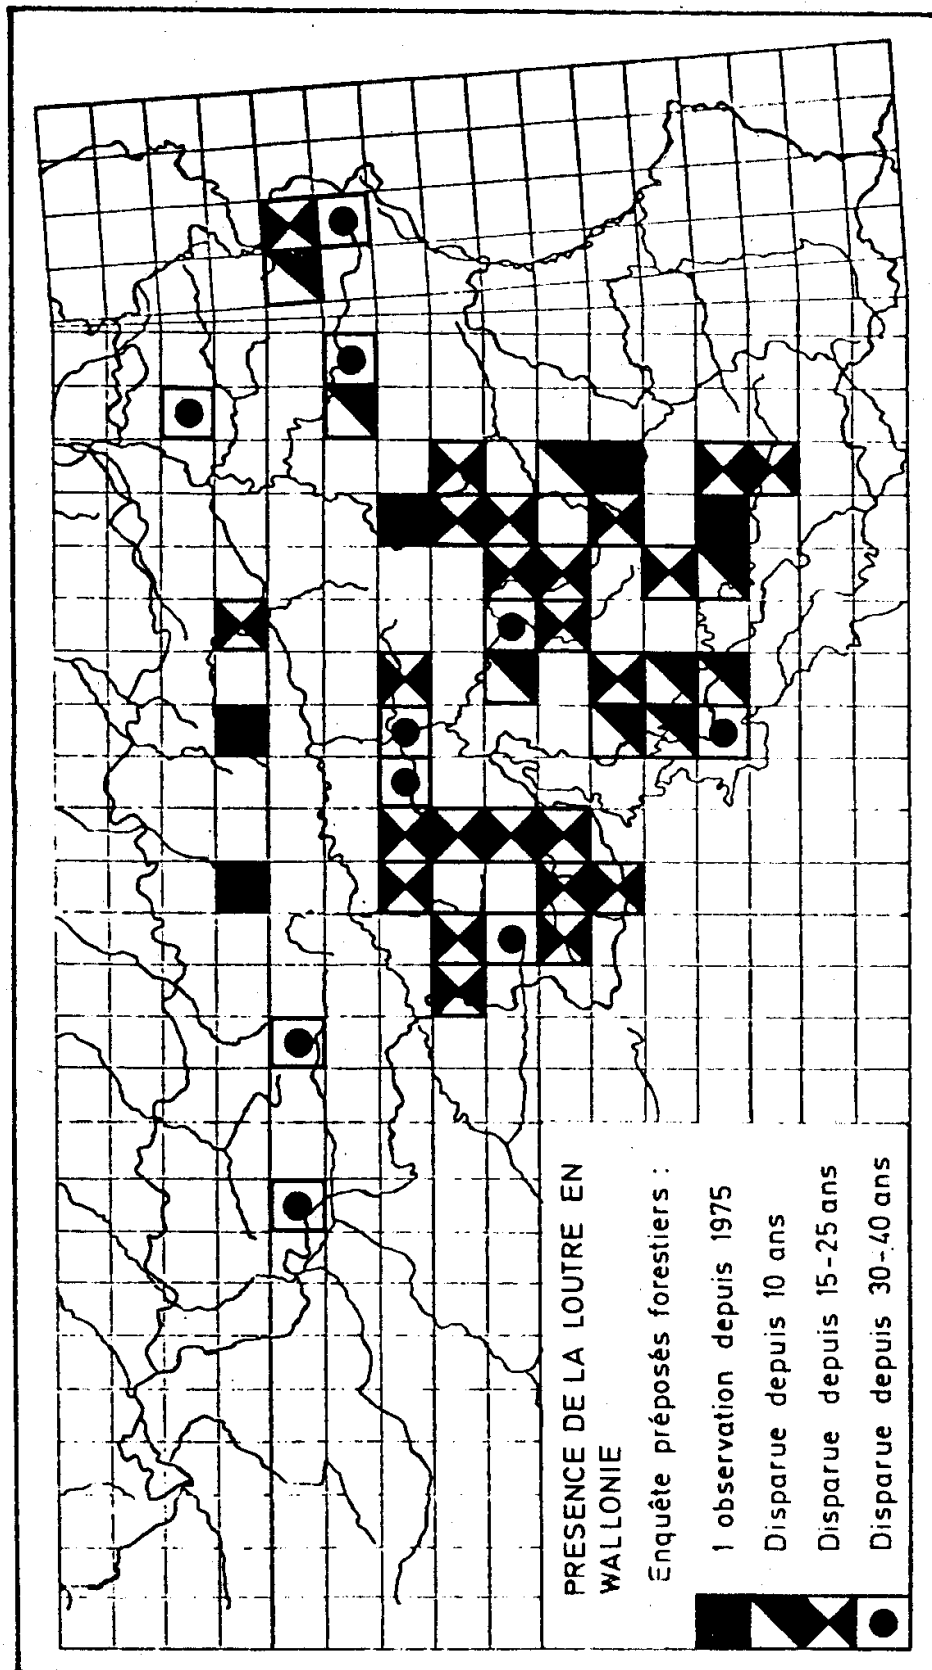 PRESENCE DE LA LOUTRE EN
WALLONIE
Enquête préposés forestiers :
1 observation depuis 1975
Disparue depuis 10 ans
Disparue depuis 15-25 ans
Disparue depuis 30-40 ans